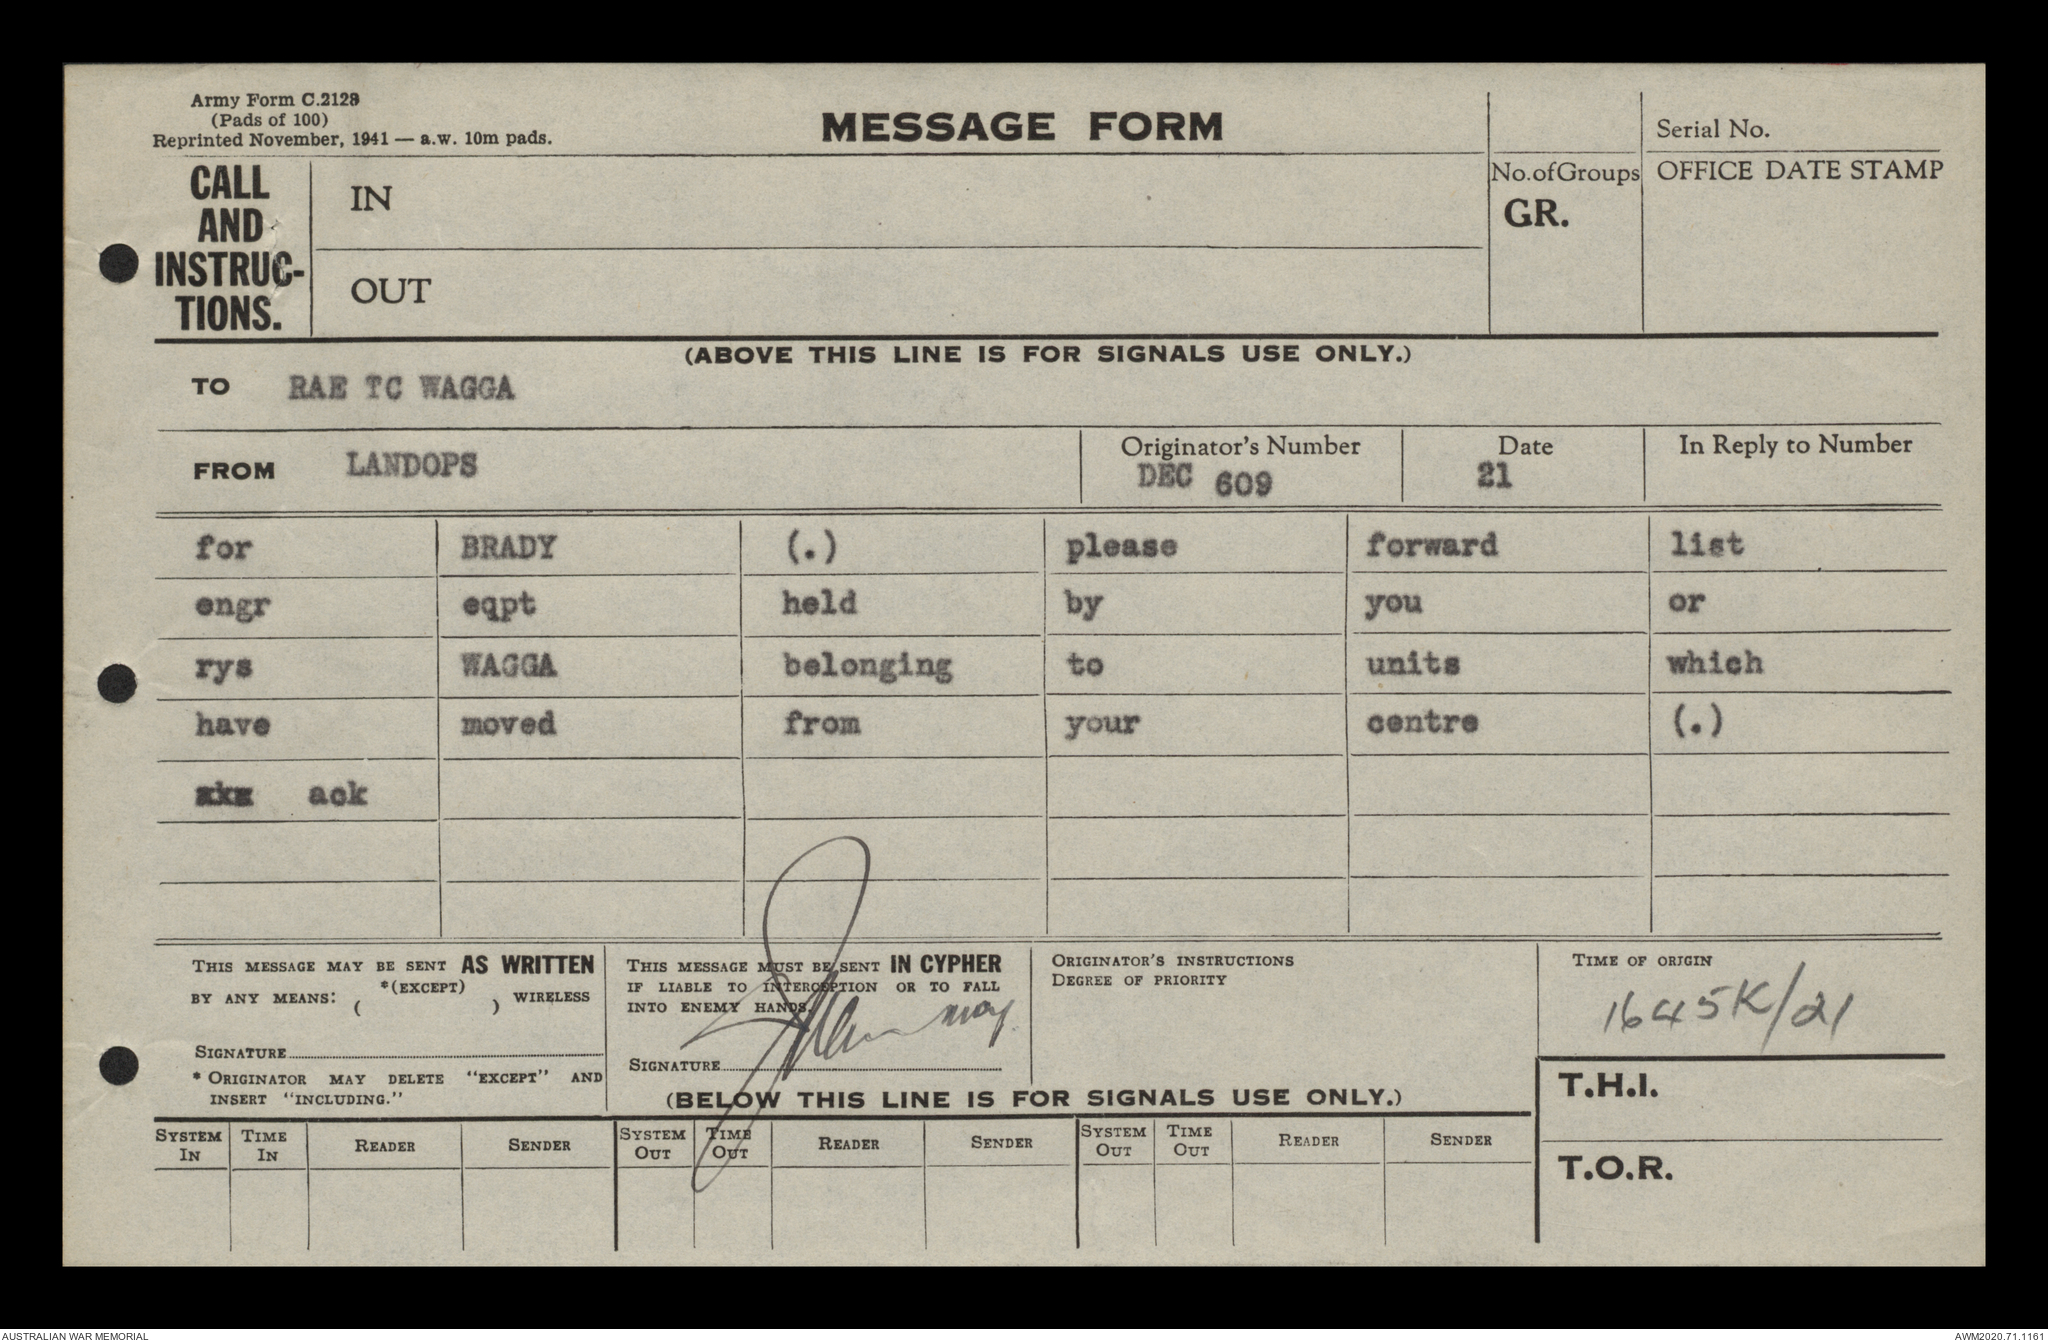 Army Form C.2128
(Pads of 100)
Reprinted November, 1941 — a.w. 10m pads.
MESSAGE FORM
Serial No.
CALL AND INSTRUC-TIONS.
IN
No.ofGroups
GR.
OFFICE DATE STAMP
OUT
(ABOVE THIS LINE IS FOR SIGNALS USE ONLY.)
TO RAE TC WAGGA
FROM LANDOPS
Originator's Number
DEC 609
Date
21
In Reply to Number
for BRADY (.) please forward list
engr eqpt held by you or
rys WAGGA belonging to units which
have moved from your centre (.)
ack
THIS MESSAGE MAY BE SENT AS WRITTEN
BY ANY MEANS: *(EXCEPT) ( ) WIRELESS
SIGNATURE
* ORIGINATOR MAY DELETE "EXCEPT" AND
INSERT "INCLUDING."
THIS MESSAGE MUST BE SENT IN CYPHER
IF LIABLE TO INTERCEPTION OR TO FALL
INTO ENEMY HANDS.
SIGNATURE
ORIGINATOR'S INSTRUCTIONS
DEGREE OF PRIORITY
TIME OF ORIGIN
1645K/21
(BELOW THIS LINE IS FOR SIGNALS USE ONLY.)
T.H.I.
T.O.R.
SYSTEM IN TIME IN READER SENDER SYSTEM OUT TIME OUT READER SENDER SYSTEM OUT TIME OUT READER SENDER
AUSTRALIAN WAR MEMORIAL
AWM2020.71.1161